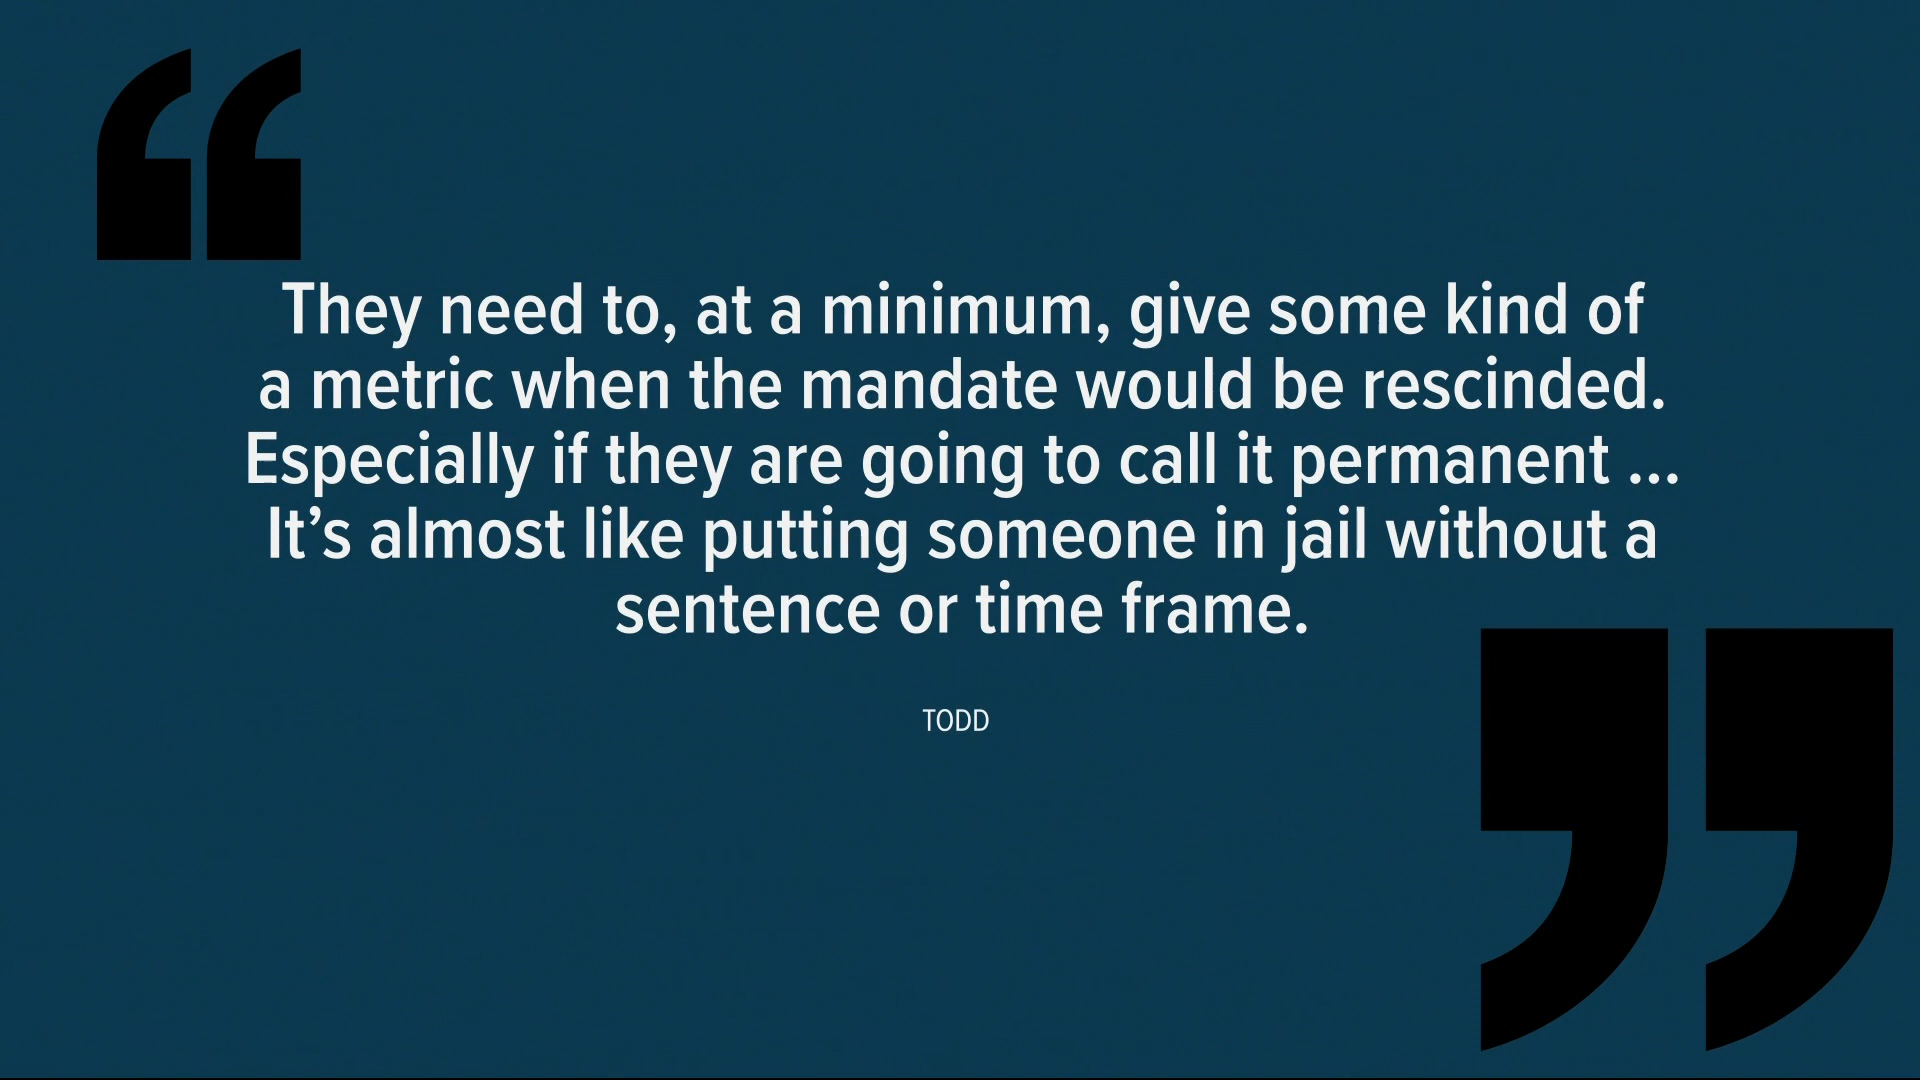 They need to, at a minimum, give some kind of
a metric when the mandate would be rescinded.
Especially if they are going to call it permanent ...
It’s almost like putting someone in jail without a
sentence or time frame.
TODD